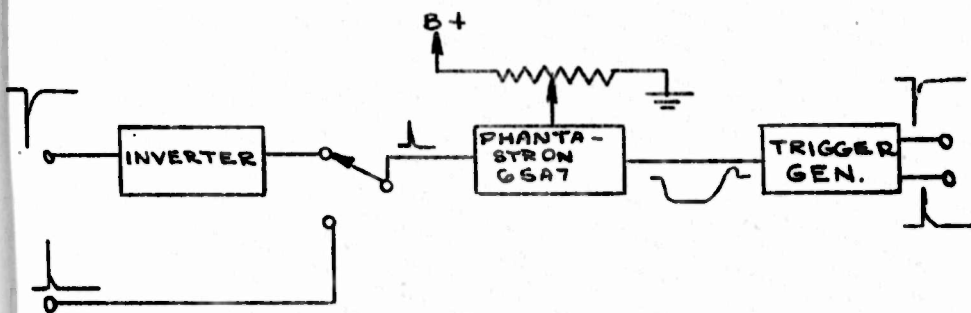 B+
INVERTER
PHANTA-
STRON
6SA7
TRIGGER
GEN.